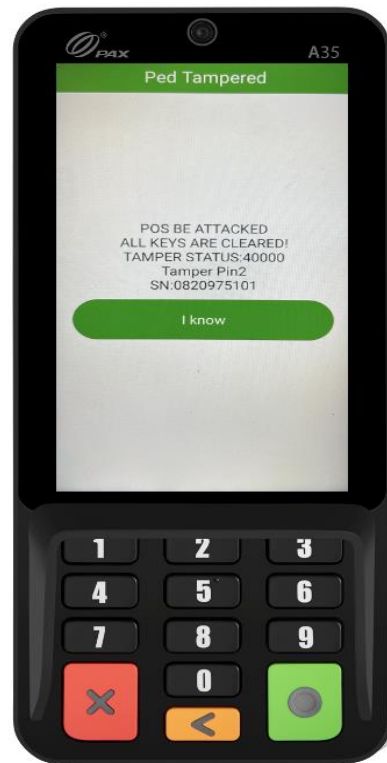 PAX
A35
Ped Tampered
POS BE ATTACKED
ALL KEYS ARE CLEARED!
TAMPER STATUS:40000
Tamper Pin2
SN:0820975101
I know
1 2 3
4 5 6
7 8 9
0